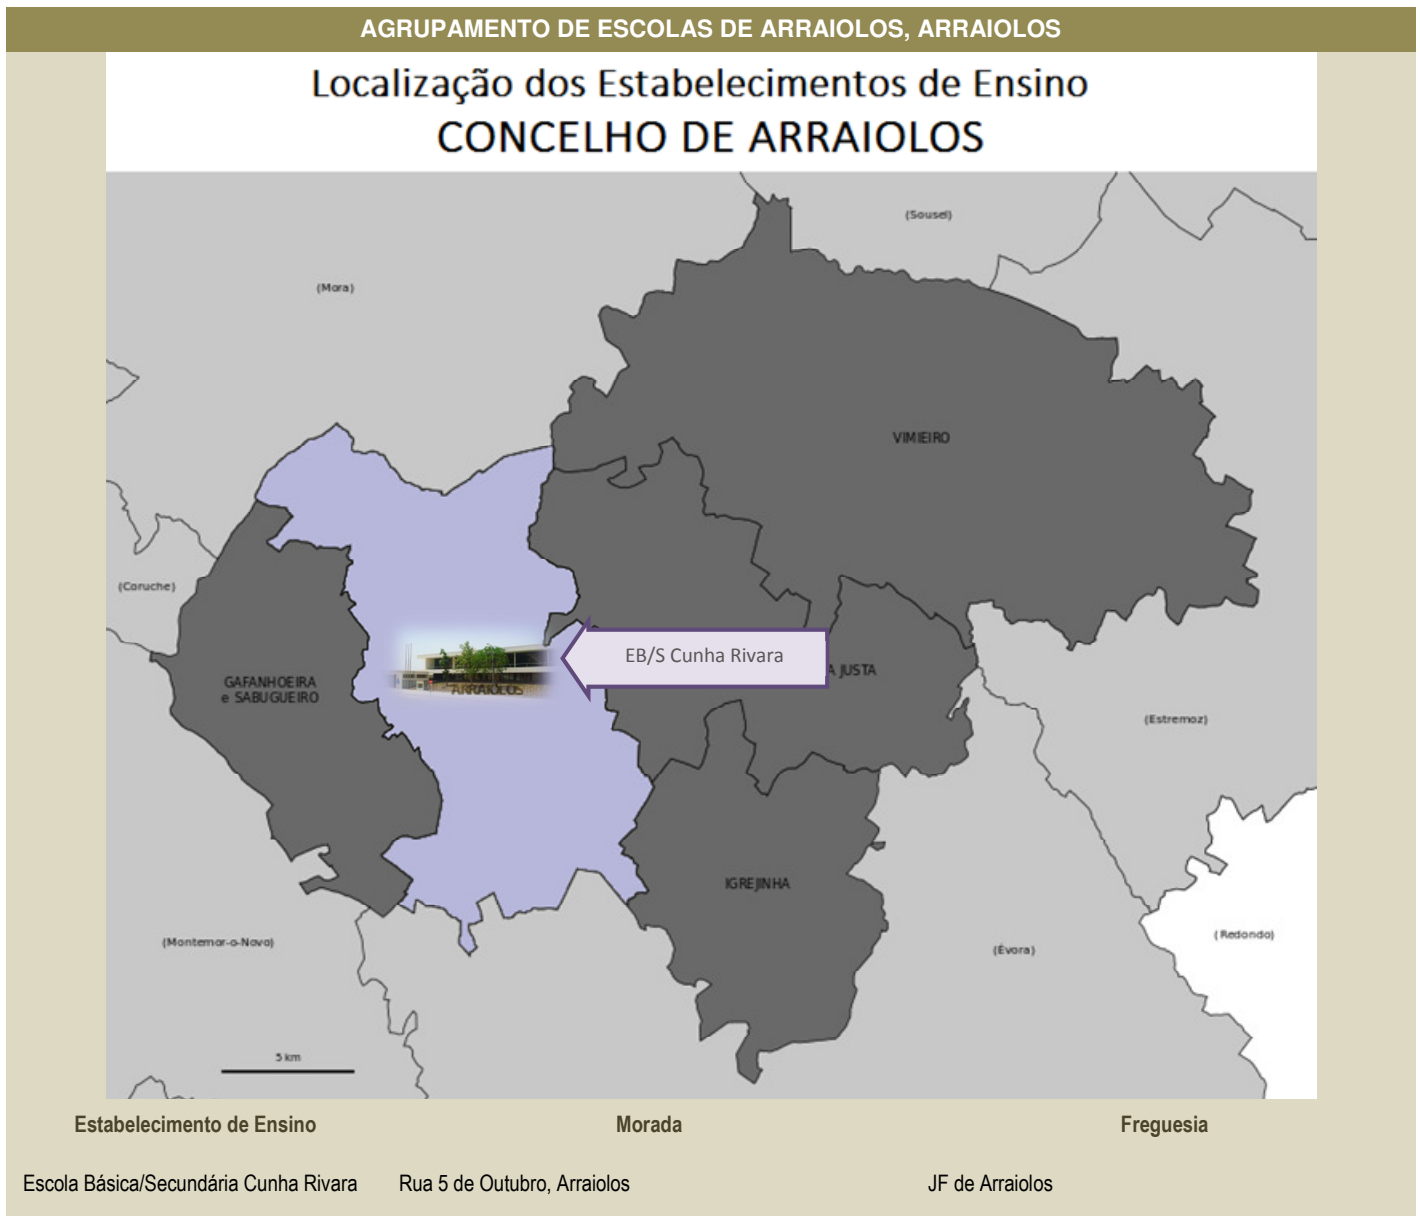 AGRUPAMENTO DE ESCOLAS DE ARRAIOLOS, ARRAIOLOS
Localização dos Estabelecimentos de Ensino
CONCELHO DE ARRAIOLOS
(Sousel)
(Mora)
VIMIEIRO
(Coruche)
EB/S Cunha Rivara
A JUSTA
GAFANHOEIRA
e SABUGUEIRO
ARRAIOLOS
(Estremoz)
IGREJINHA
(Redondo)
(Montemor-o-Novo)
(Évora)
5 km
Estabelecimento de Ensino Morada Freguesia
Escola Básica/Secundária Cunha Rivara Rua 5 de Outubro, Arraiolos JF de Arraiolos